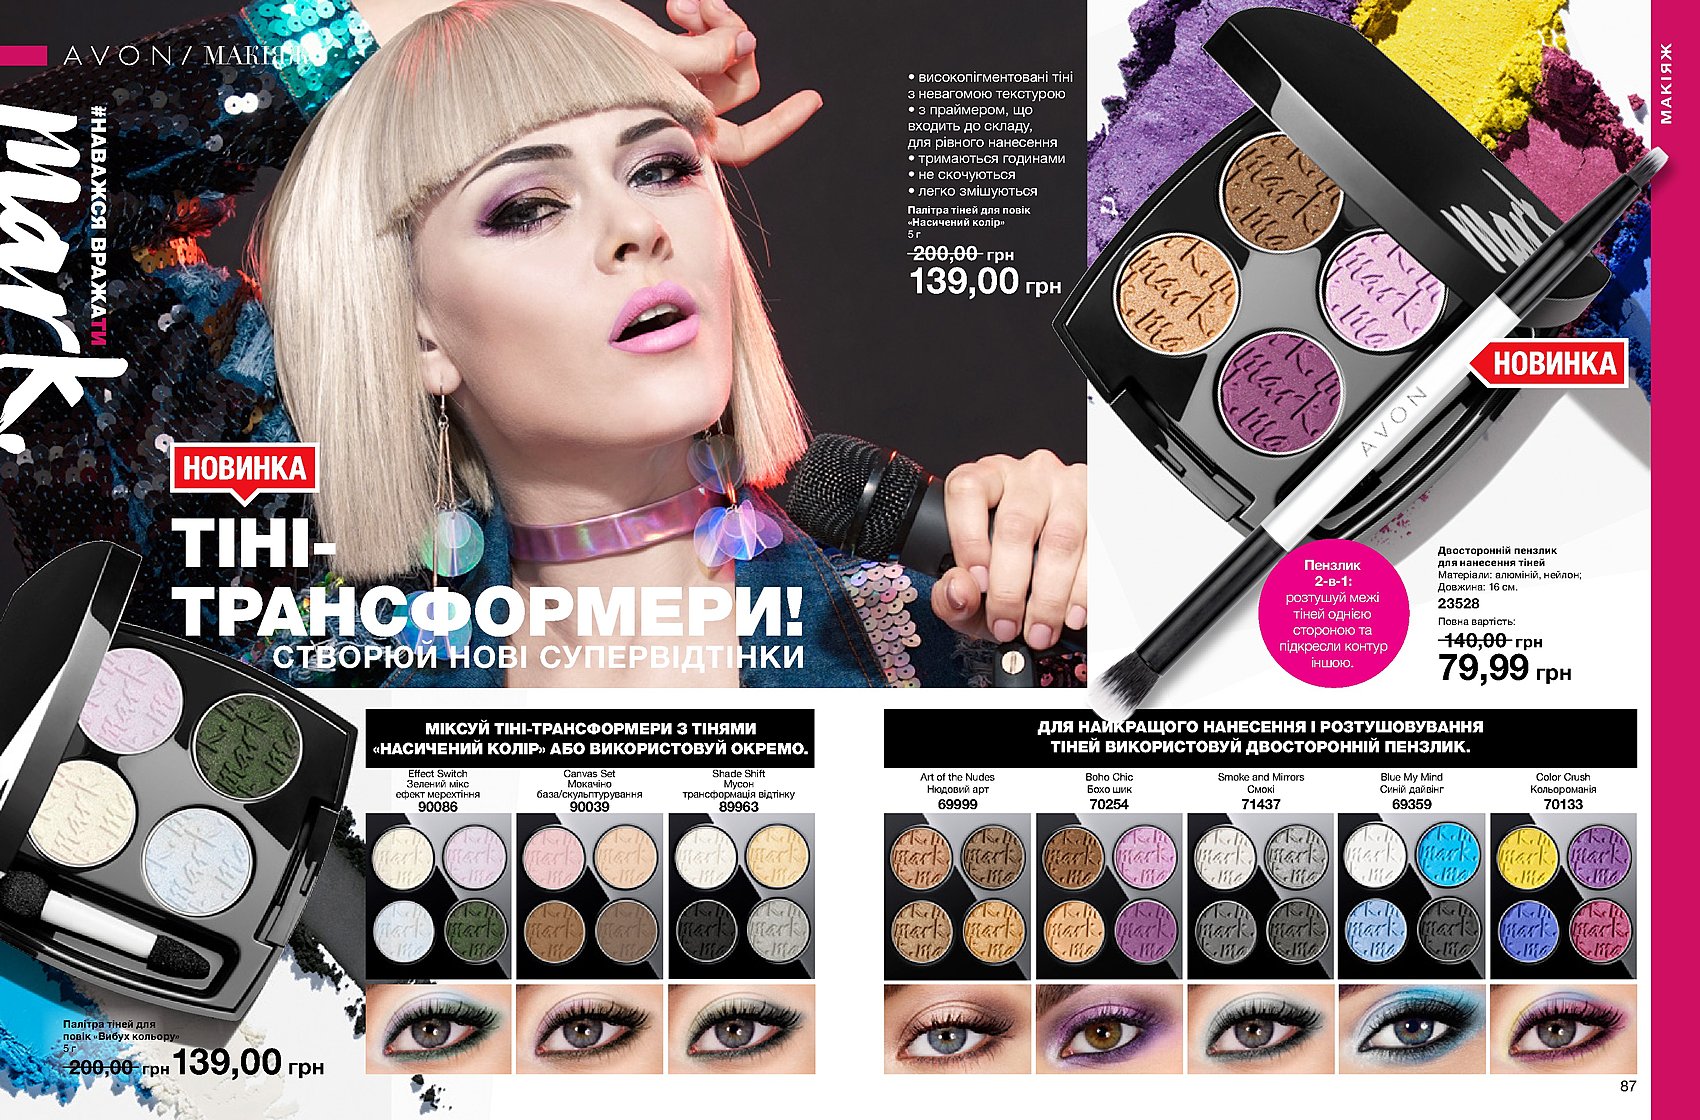 AVON / МАКІЯЖ
mark.
#НАВАЖСЯ ВРАЖАТИ
• високопігментовані тіні
з невагомою текстурою
• з праймером, що
входить до складу,
для рівного нанесення
• тримаються годинами
• не скочуються
• легко змішуються
Палітра тіней для повік
«Насичений колір»
5 г
200,00 грн
139,00 грн
МАКІЯЖ
mark.
AVON
НОВИНКА
НОВИНКА
ТІНІ-
ТРАНСФОРМЕРИ!
СТВОРЮЙ НОВІ СУПЕРВІДТІНКИ
Пензлик
2-в-1:
розтушуй межі
тіней однією
стороною та
підкресли контур
іншою.
Двосторонній пензлик
для нанесення тіней
Матеріали: алюміній, нейлон;
Довжина: 16 см.
23528
Повна вартість:
140,00 грн
79,99 грн
МІКСУЙ ТІНІ-ТРАНСФОРМЕРИ З ТІНЯМИ
«НАСИЧЕНИЙ КОЛІР» АБО ВИКОРИСТОВУЙ ОКРЕМО.
Effect Switch
Зелений мікс
ефект мерехтіння
90086
Canvas Set
Мокачіно
база/скульптурування
90039
Shade Shift
Мусон
трансформація відтінку
89963
ДЛЯ НАЙКРАЩОГО НАНЕСЕННЯ І РОЗТУШОВУВАННЯ
ТІНЕЙ ВИКОРИСТОВУЙ ДВОСТОРОННІЙ ПЕНЗЛИК.
Art of the Nudes
Нюдовий арт
69999
Boho Chic
Бохо шик
70254
Smoke and Mirrors
Смокі
71437
Blue My Mind
Синій дайвінг
69359
Color Crush
Кольороманія
70133
Палітра тіней для
повік «Вибух кольору»
5 г
200,00 грн 139,00 грн
87